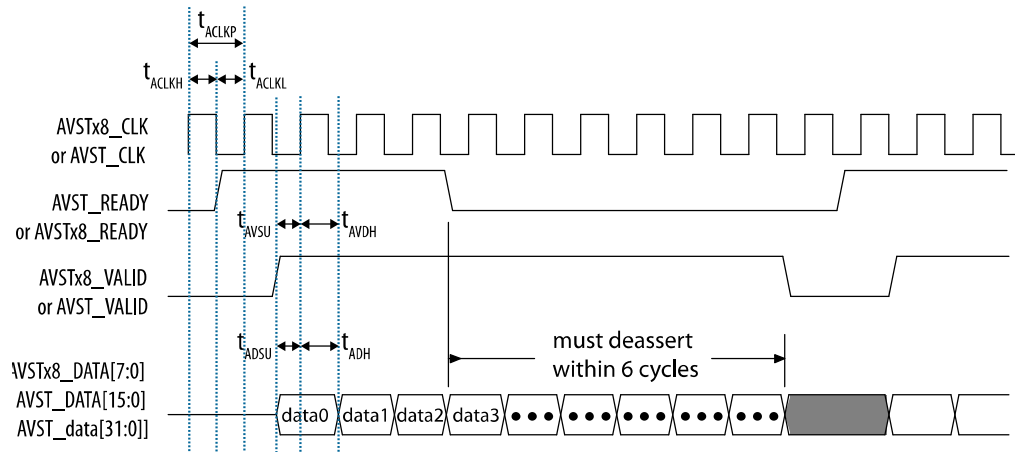 tACLKP
tACLKH
tACLKL
AVSTx8_CLK
or AVST_CLK
AVST_READY
or AVSTx8_READY
tAVSU
tAVDH
AVSTx8_VALID
or AVST_VALID
tADSU
tADH
must deassert
within 6 cycles
AVSTx8_DATA[7:0]
AVST_DATA[15:0]
AVST_data[31:0]]
data0 data1 data2 data3